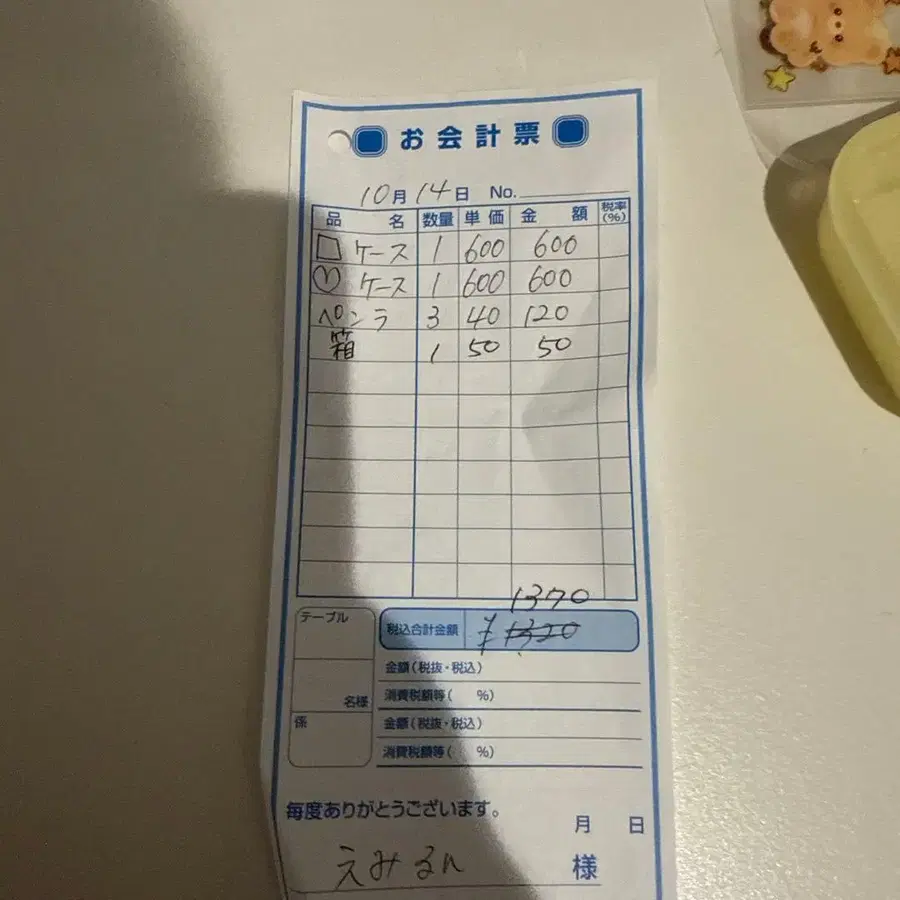 お会計票
10月14日 No.
品名 数量 単価 金額 税率(%)
□ケース 1 600 600
♡ケース 1 600 600
ペンラ 3 40 120
箱 1 50 50
1370
テーブル 税込合計金額 ¥1320
金額(税抜・税込)
名様 消費税額等( %)
係 金額(税抜・税込)
消費税額等( %)
毎度ありがとうございます。
月 日
えみるん 様